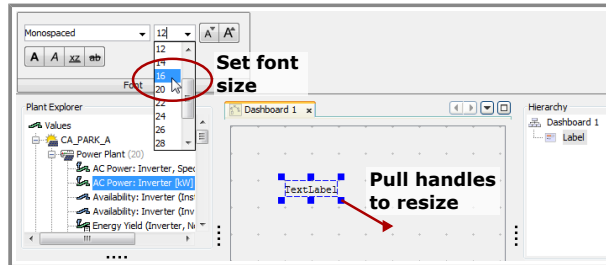 Monospaced
12
A A
A A xz ab
Font
12
14
16
20
22
24
26
28
Set font
size
Plant Explorer
Values
CA_PARK_A
Power Plant (20)
AC Power: Inverter, Spec
AC Power: Inverter [kW]
Availability: Inverter (Inst
Availability: Inverter (Inv
Energy Yield (Inverter, N
Dashboard 1 x
TextLabel
Pull handles
to resize
Hierarchy
Dashboard 1
Label